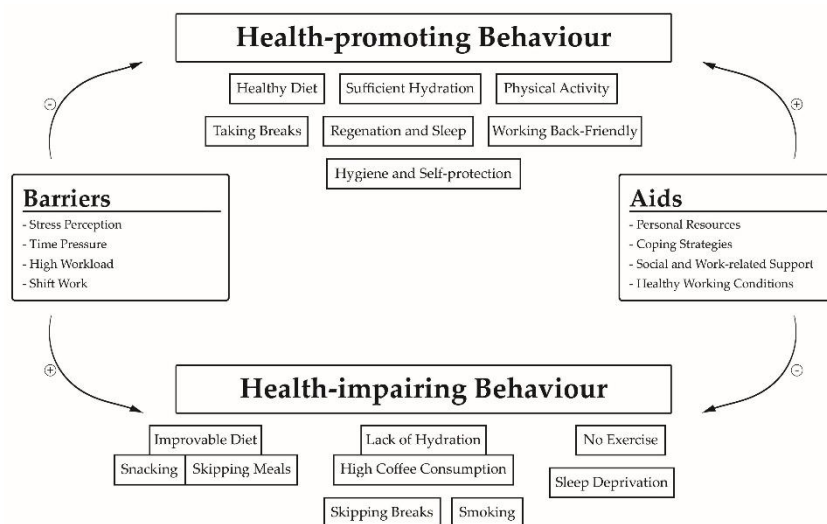 Health-promoting Behaviour
Healthy Diet
Sufficient Hydration
Physical Activity
Taking Breaks
Regenation and Sleep
Working Back-Friendly
Hygiene and Self-protection
-
+
Barriers
- Stress Perception
- Time Pressure
- High Workload
- Shift Work
Aids
- Personal Resources
- Coping Strategies
- Social and Work-related Support
- Healthy Working Conditions
+
-
Health-impairing Behaviour
Improvable Diet
Lack of Hydration
No Exercise
Snacking
Skipping Meals
High Coffee Consumption
Sleep Deprivation
Skipping Breaks
Smoking